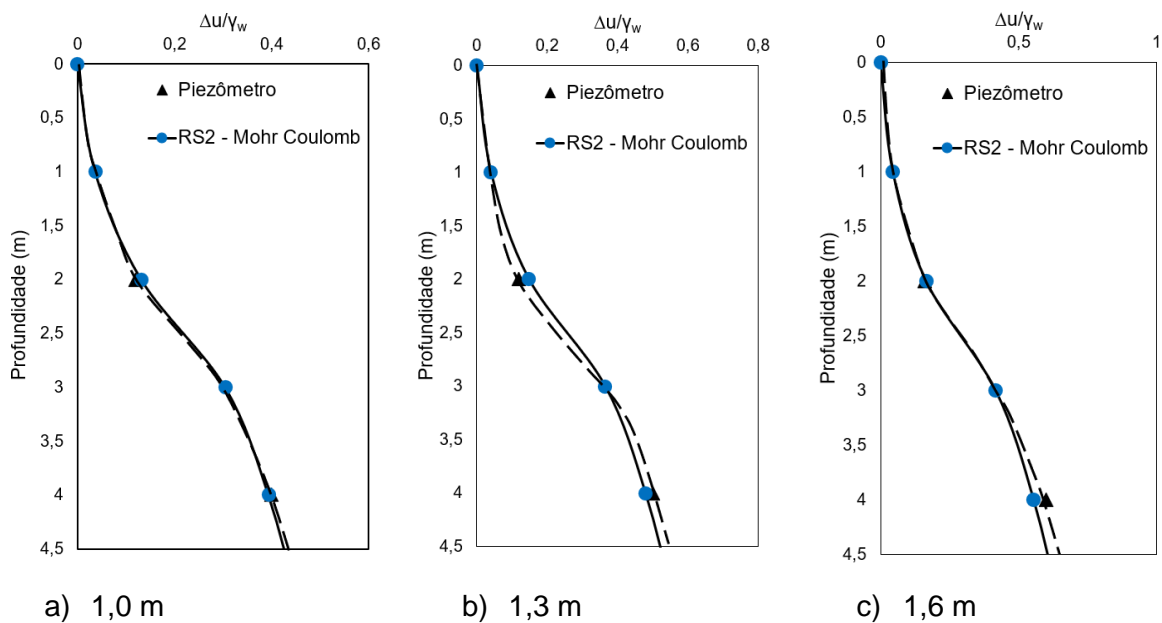 Δu/γw
0 0,2 0,4 0,6
0
0,5
1
1,5
2
2,5
3
3,5
4
4,5
Profundidade (m)
Piezômetro
RS2 - Mohr Coulomb
a) 1,0 m
Δu/γw
0 0,2 0,4 0,6 0,8
0
0,5
1
1,5
2
2,5
3
3,5
4
4,5
Profundidade (m)
Piezômetro
RS2 - Mohr Coulomb
b) 1,3 m
Δu/γw
0 0,5 1
0
0,5
1
1,5
2
2,5
3
3,5
4
4,5
Profundidade (m)
Piezômetro
RS2 - Mohr Coulomb
c) 1,6 m